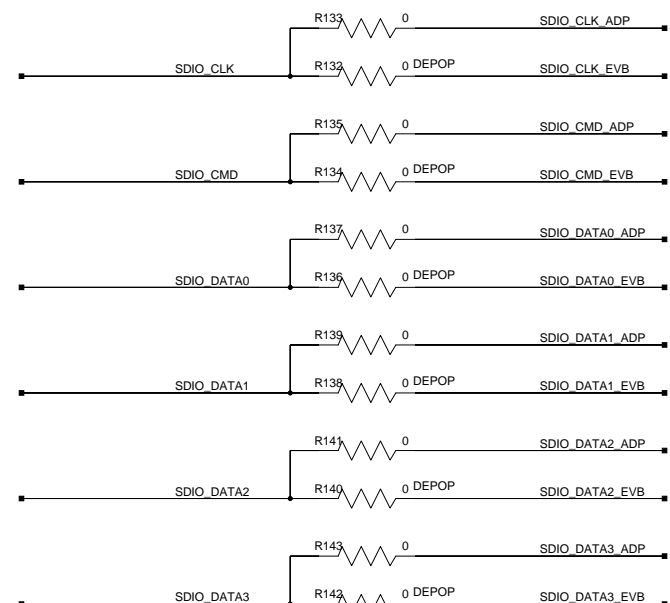 R133 0 SDIO_CLK_ADP
SDIO_CLK R132 0 DEPOP SDIO_CLK_EVB
R135 0 SDIO_CMD_ADP
SDIO_CMD R134 0 DEPOP SDIO_CMD_EVB
R137 0 SDIO_DATA0_ADP
SDIO_DATA0 R136 0 DEPOP SDIO_DATA0_EVB
R139 0 SDIO_DATA1_ADP
SDIO_DATA1 R138 0 DEPOP SDIO_DATA1_EVB
R141 0 SDIO_DATA2_ADP
SDIO_DATA2 R140 0 DEPOP SDIO_DATA2_EVB
R143 0 SDIO_DATA3_ADP
SDIO_DATA3 R142 0 DEPOP SDIO_DATA3_EVB